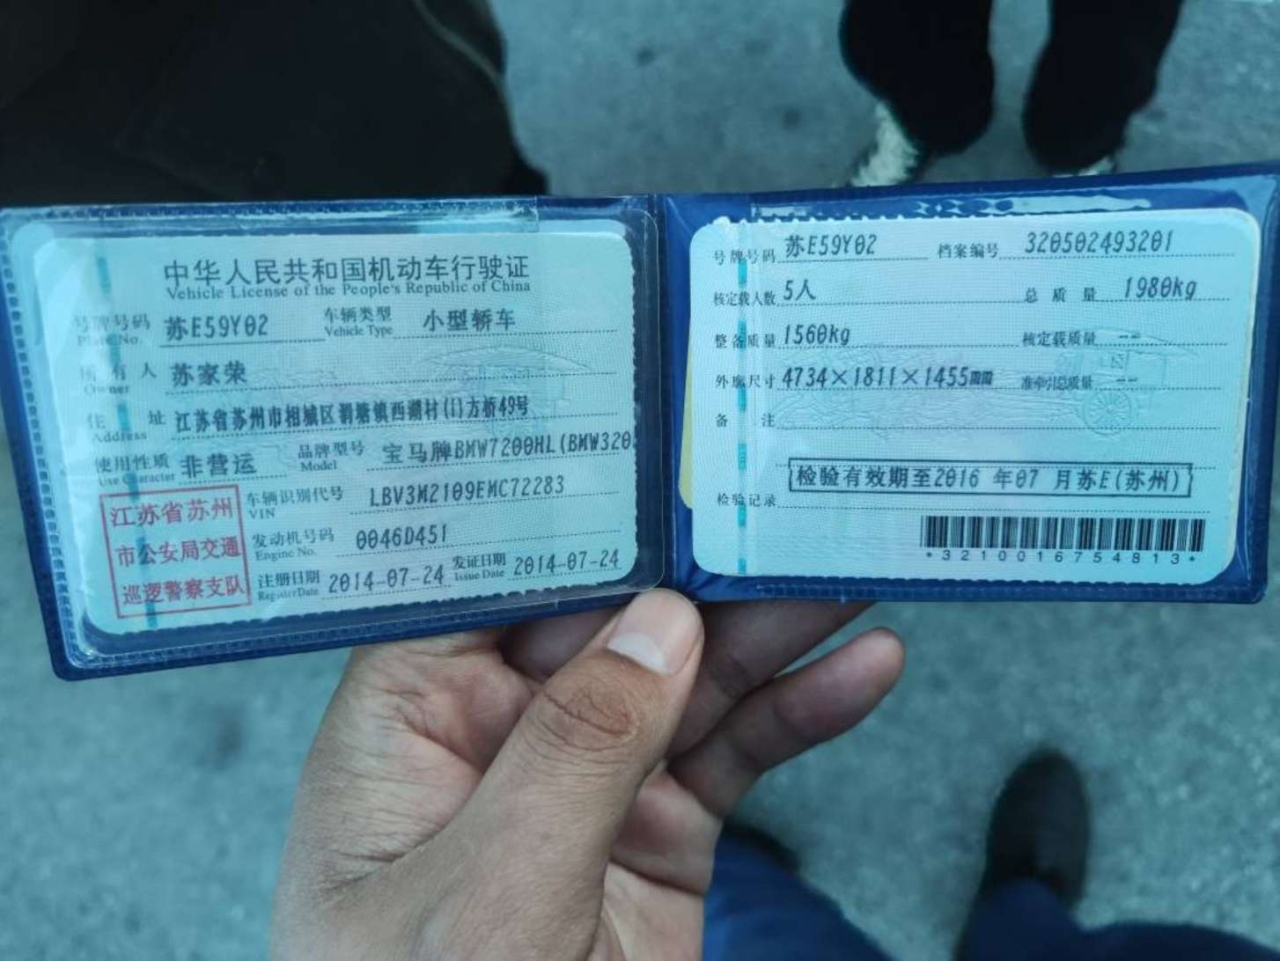 中华人民共和国机动车行驶证
Vehicle License of the People's Republic of China
号牌号码 苏E59Y02 车辆类型 小型轿车
Plate No. Vehicle Type
所有人 苏家荣
Owner
住址 江苏省苏州市相城区 镇西湖村(1)方桥49号
Address
使用性质 非营运 品牌型号 宝马牌BMW7200HL(BMW320
Use Character Model
江苏省苏州
市公安局交通
巡逻警察支队
车辆识别代号 LBV3M2109EMC72283
VIN
发动机号码 0046D451
Engine No.
注册日期 2014-07-24 发证日期 2014-07-24
Register Date Issue Date
号牌号码 苏E59Y02 档案编号 320502493201
核定载人数 5人 总质量 1980kg
整备质量 1560kg 核定载质量 --
外廓尺寸 4734×1811×1455mm 准牵引总质量 --
备注
检验有效期至2016 年07 月苏E(苏州)
检验记录
*3210016754813*